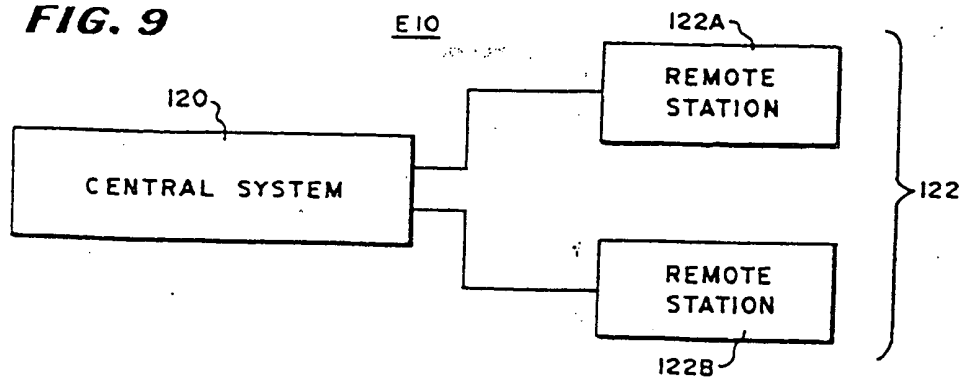 FIG. 9
E10
122A
REMOTE
STATION
120
CENTRAL SYSTEM
122
REMOTE
STATION
122B